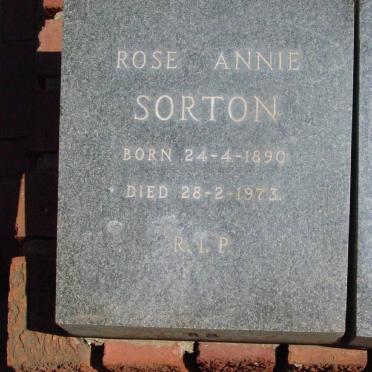 ROSE ANNIE
SORTON
BORN 24-4-1890
DIED 28-2-1973.
R.I.P.